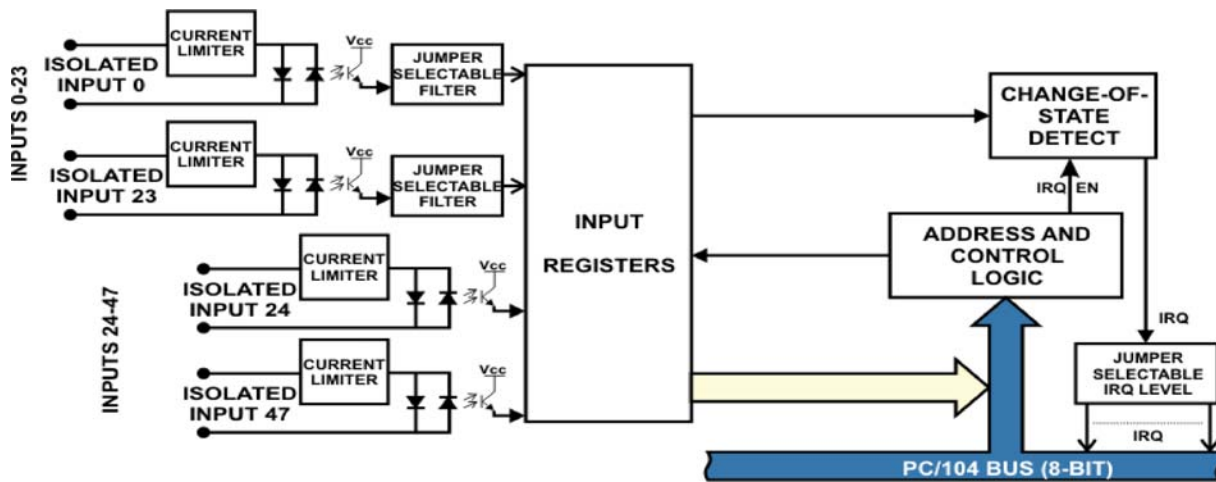 INPUTS 0-23
CURRENT
LIMITER
ISOLATED
INPUT 0
Vcc
JUMPER
SELECTABLE
FILTER
CURRENT
LIMITER
ISOLATED
INPUT 23
Vcc
JUMPER
SELECTABLE
FILTER
INPUTS 24-47
CURRENT
LIMITER
ISOLATED
INPUT 24
Vcc
CURRENT
LIMITER
ISOLATED
INPUT 47
Vcc
INPUT
REGISTERS
CHANGE-OF-
STATE
DETECT
IRQ EN
ADDRESS AND
CONTROL
LOGIC
IRQ
JUMPER
SELECTABLE
IRQ LEVEL
IRQ
PC/104 BUS (8-BIT)